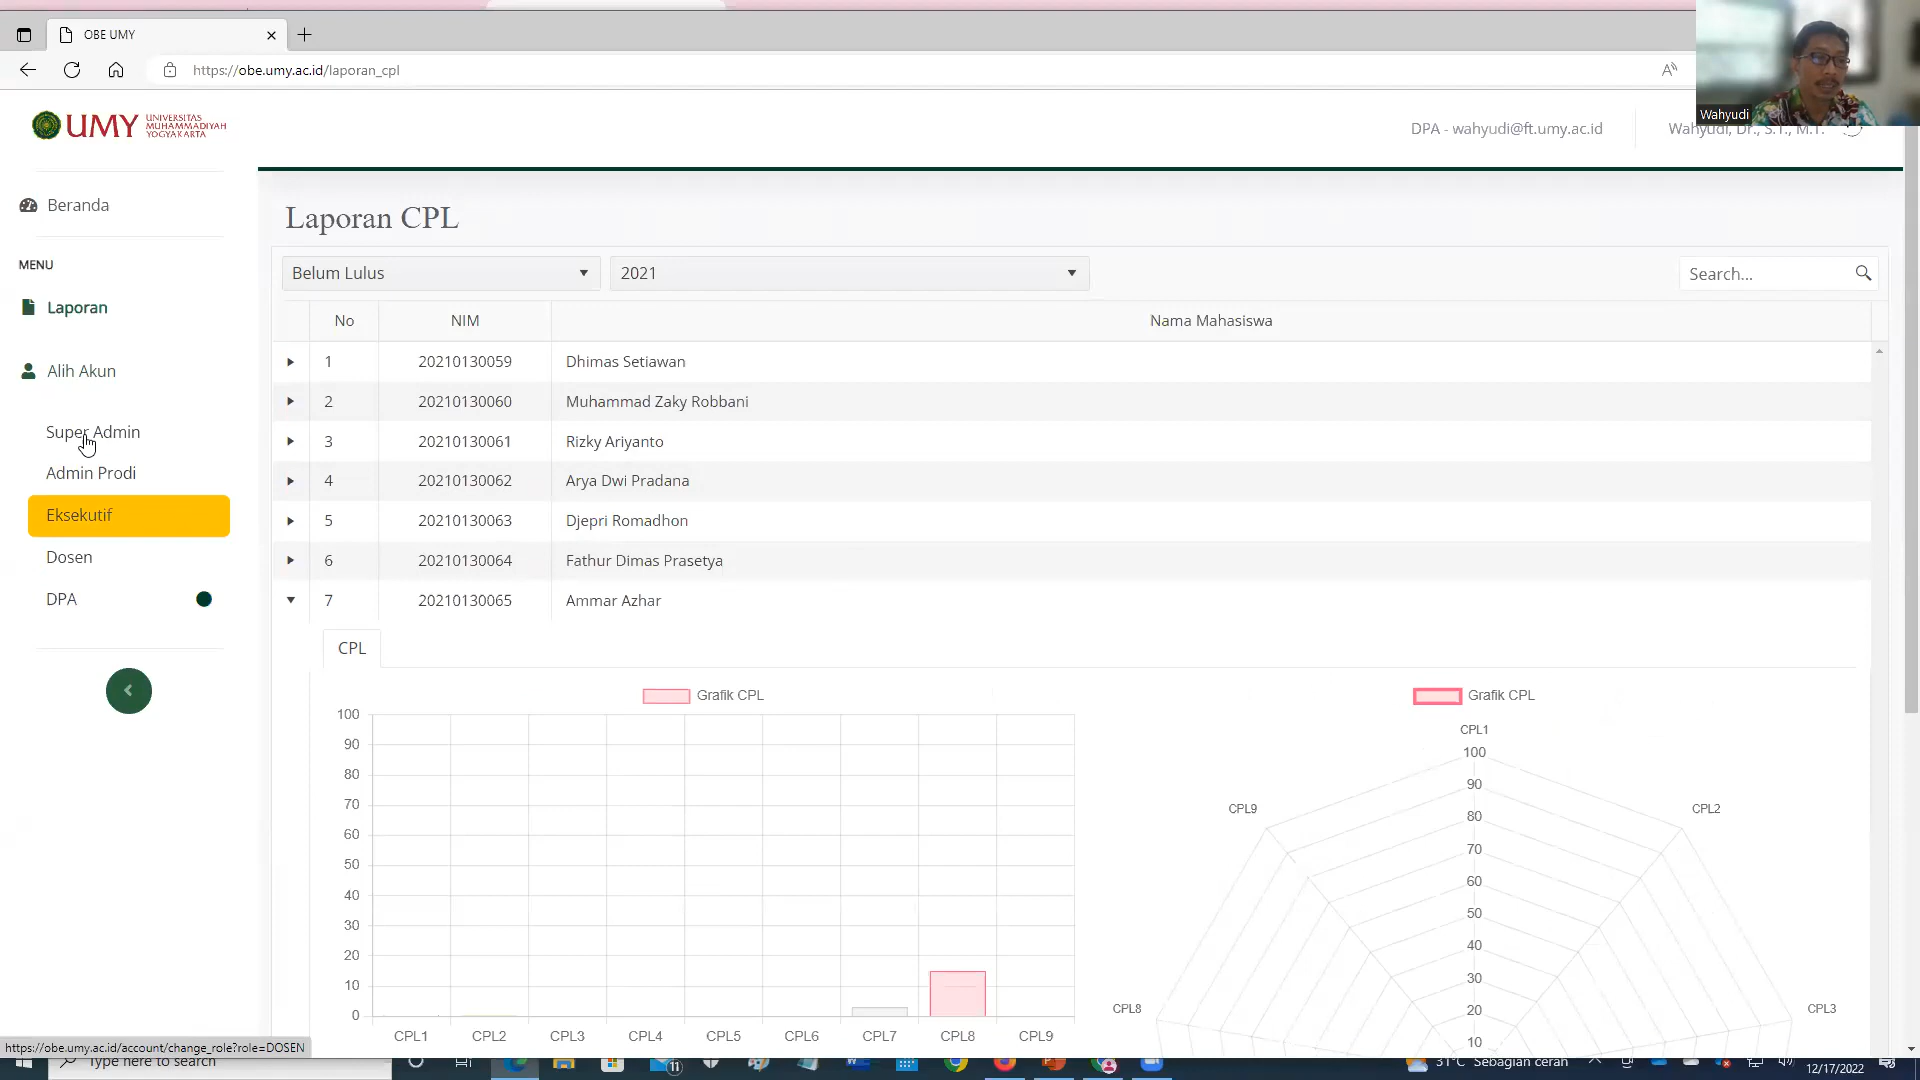 OBE UMY
https://obe.umy.ac.id/laporan_cpl
Wahyudi
UMY
UNIVERSITAS
MUHAMMADIYAH
YOGYAKARTA
DPA - wahyudi@ft.umy.ac.id
Wahyudi, Dr., S.T., M.T.
Beranda
MENU
Laporan
Alih Akun
Super Admin
Admin Prodi
Eksekutif
Dosen
DPA
Laporan CPL
Belum Lulus
2021
Search...
No NIM Nama Mahasiswa
1 20210130059 Dhimas Setiawan
2 20210130060 Muhammad Zaky Robbani
3 20210130061 Rizky Ariyanto
4 20210130062 Arya Dwi Pradana
5 20210130063 Djepri Romadhon
6 20210130064 Fathur Dimas Prasetya
7 20210130065 Ammar Azhar
CPL
Grafik CPL
100
90
80
70
60
50
40
30
20
10
0
CPL1 CPL2 CPL3 CPL4 CPL5 CPL6 CPL7 CPL8 CPL9
Grafik CPL
CPL1
100
90
80
70
60
50
40
30
20
10
CPL9
CPL2
CPL8
CPL3
https://obe.umy.ac.id/account/change_role?role=DOSEN
Type here to search
11
31°C Sebagian cerah
12/17/2022